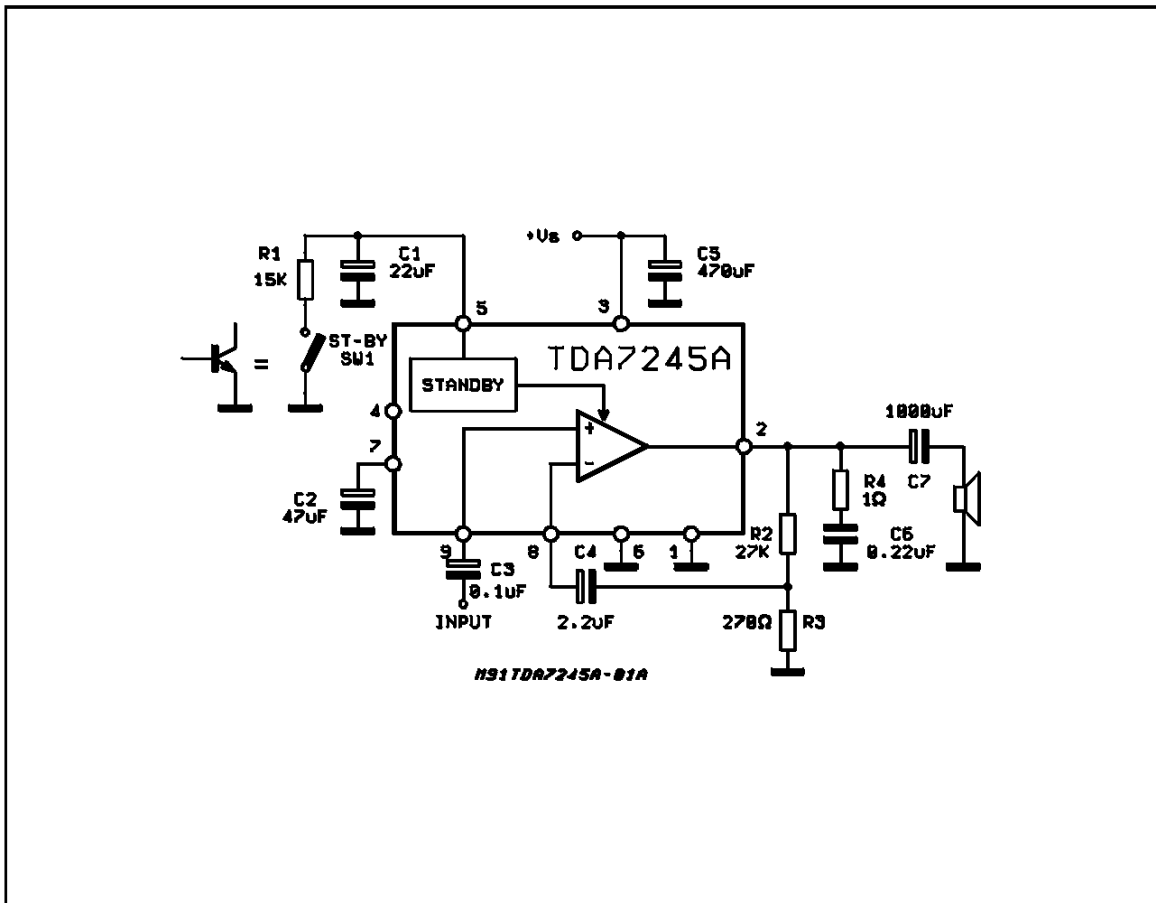 +Vs
R1
15K
C1
22uF
C5
470uF
5
3
ST-BY
SW1
=
TDA7245A
STANDBY
4
7
+
-
2
1000uF
C7
R4
1Ω
C2
47uF
R2
27K
C6
0.22uF
9
8
C4
6
1
C3
0.1uF
INPUT
2.2uF
270Ω
R3
M91TDA7245A-01A